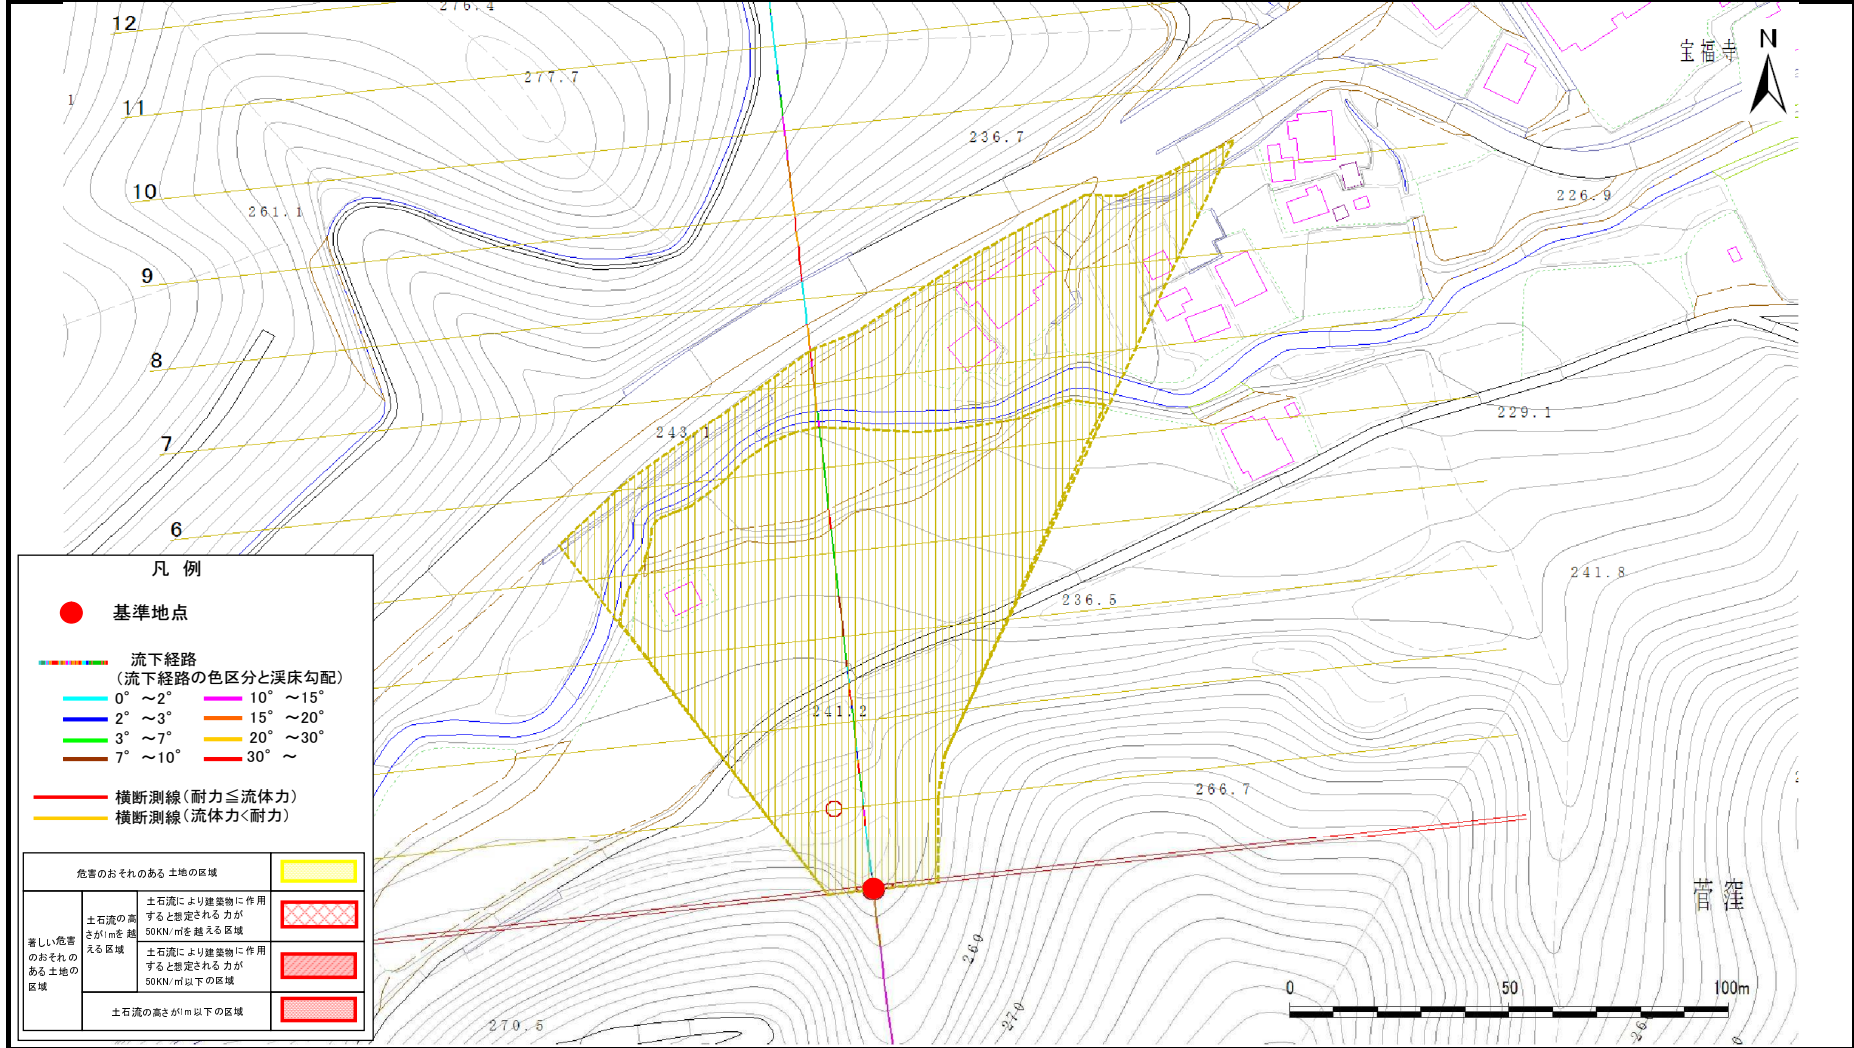 276.4
12
宝福寺
N
277.7
1
11
236.7
10
261.1
226.9
9
8
229.1
243.1
7
6
241.8
236.5
凡 例
基準地点
流下経路
(流下経路の色区分と渓床勾配)
0° ～2° 10° ～15°
2° ～3° 15° ～20°
3° ～7° 20° ～30°
7° ～10° 30° ～
横断測線(耐力≦流体力)
横断測線(流体力<耐力)
241.2
266.7
危害のおそれのある土地の区域
著しい危害
のおそれの
ある土地の
区域
土石流の高
さが1mを越
える区域
土石流により建築物に作用
すると想定される力が
50KN/㎡を越える区域
土石流により建築物に作用
すると想定される力が
50KN/㎡以下の区域
土石流の高さが1m以下の区域
菅窪
269
270
270.5
0 50 100m